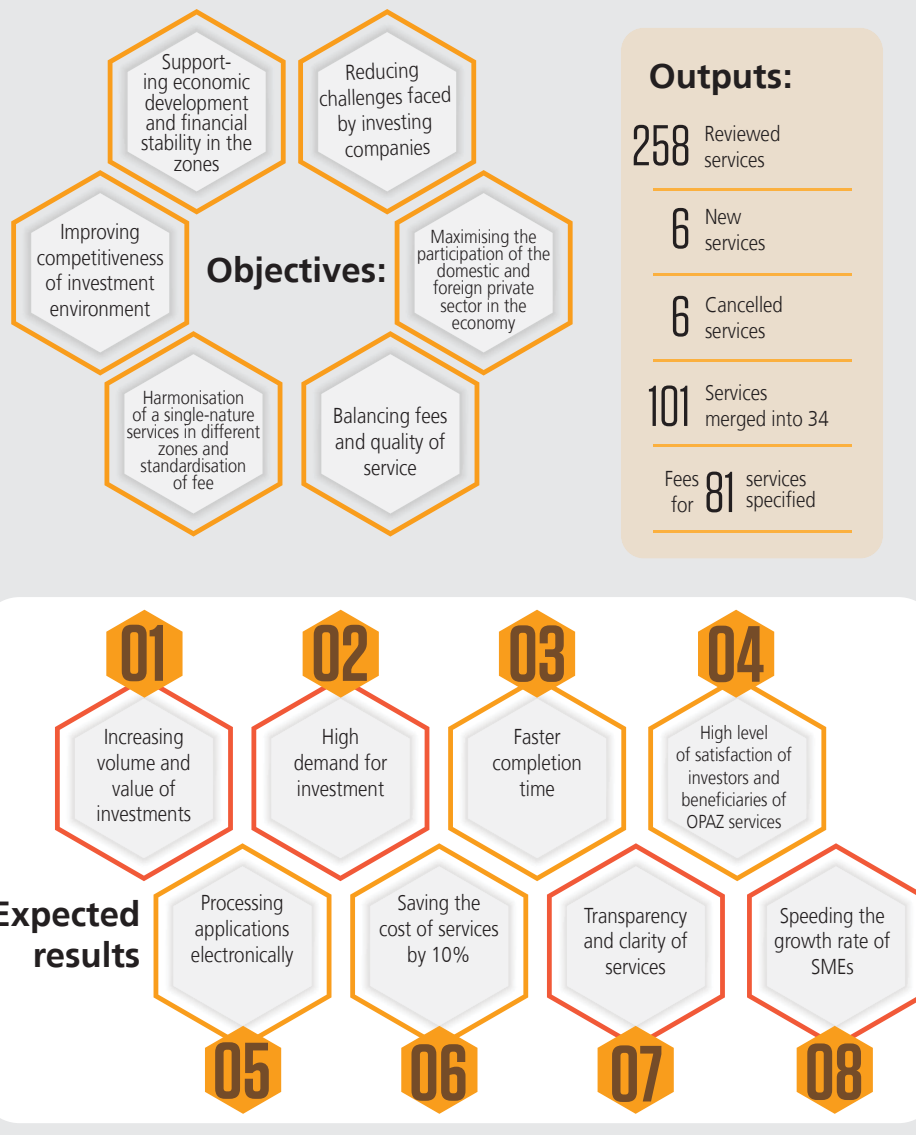 Support-
ing economic
development
and financial
stability in the
zones
Reducing
challenges faced
by investing
companies
Improving
competitiveness
of investment
environment
Objectives:
Maximising the
participation of the
domestic and
foreign private
sector in the
economy
Harmonisation
of a single-nature
services in different
zones and
standardisation
of fee
Balancing fees
and quality of
service
Outputs:
258 Reviewed
services
6 New
services
6 Cancelled
services
101 Services
merged into 34
Fees
for 81 services
specified
01
Increasing
volume and
value of
investments
02
High
demand for
investment
03
Faster
completion
time
04
High level
of satisfaction of
investors and
beneficiaries of
OPAZ services
Expected
results
Processing
applications
electronically
05
Saving the
cost of services
by 10%
06
Transparency
and clarity of
services
07
Speeding the
growth rate of
SMEs
08